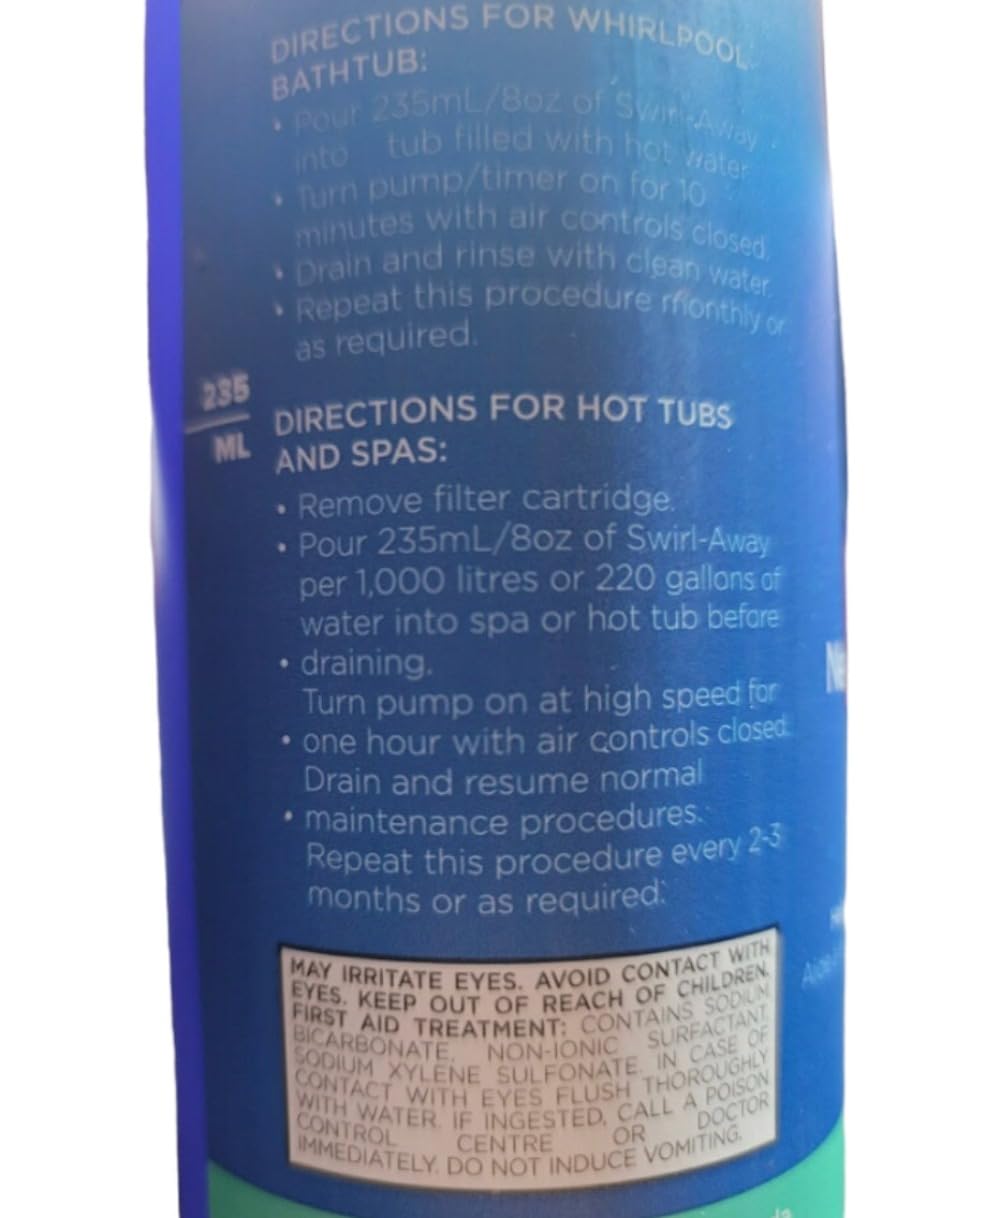 DIRECTIONS FOR WHIRLPOOL
BATHTUB:
• Pour 235mL/8oz of Swirl-Away
into tub filled with hot water
• Turn pump/timer on for 10
minutes with air controls closed.
• Drain and rinse with clean water.
• Repeat this procedure monthly or
as required.
235
ML
DIRECTIONS FOR HOT TUBS
AND SPAS:
• Remove filter cartridge.
• Pour 235mL/8oz of Swirl-Away
per 1,000 litres or 220 gallons of
water into spa or hot tub before
• draining.
Turn pump on at high speed for
• one hour with air controls closed.
Drain and resume normal
• maintenance procedures.
Repeat this procedure every 2-3
months or as required.
MAY IRRITATE EYES. AVOID CONTACT WITH
EYES. KEEP OUT OF REACH OF CHILDREN.
FIRST AID TREATMENT: CONTAINS SODIUM
BICARBONATE, NON-IONIC SURFACTANT
SODIUM XYLENE SULFONATE. IN CASE OF
CONTACT WITH EYES FLUSH THOROUGHLY
WITH WATER. IF INGESTED, CALL A POISON
CONTROL CENTRE OR DOCTOR
IMMEDIATELY. DO NOT INDUCE VOMITING.